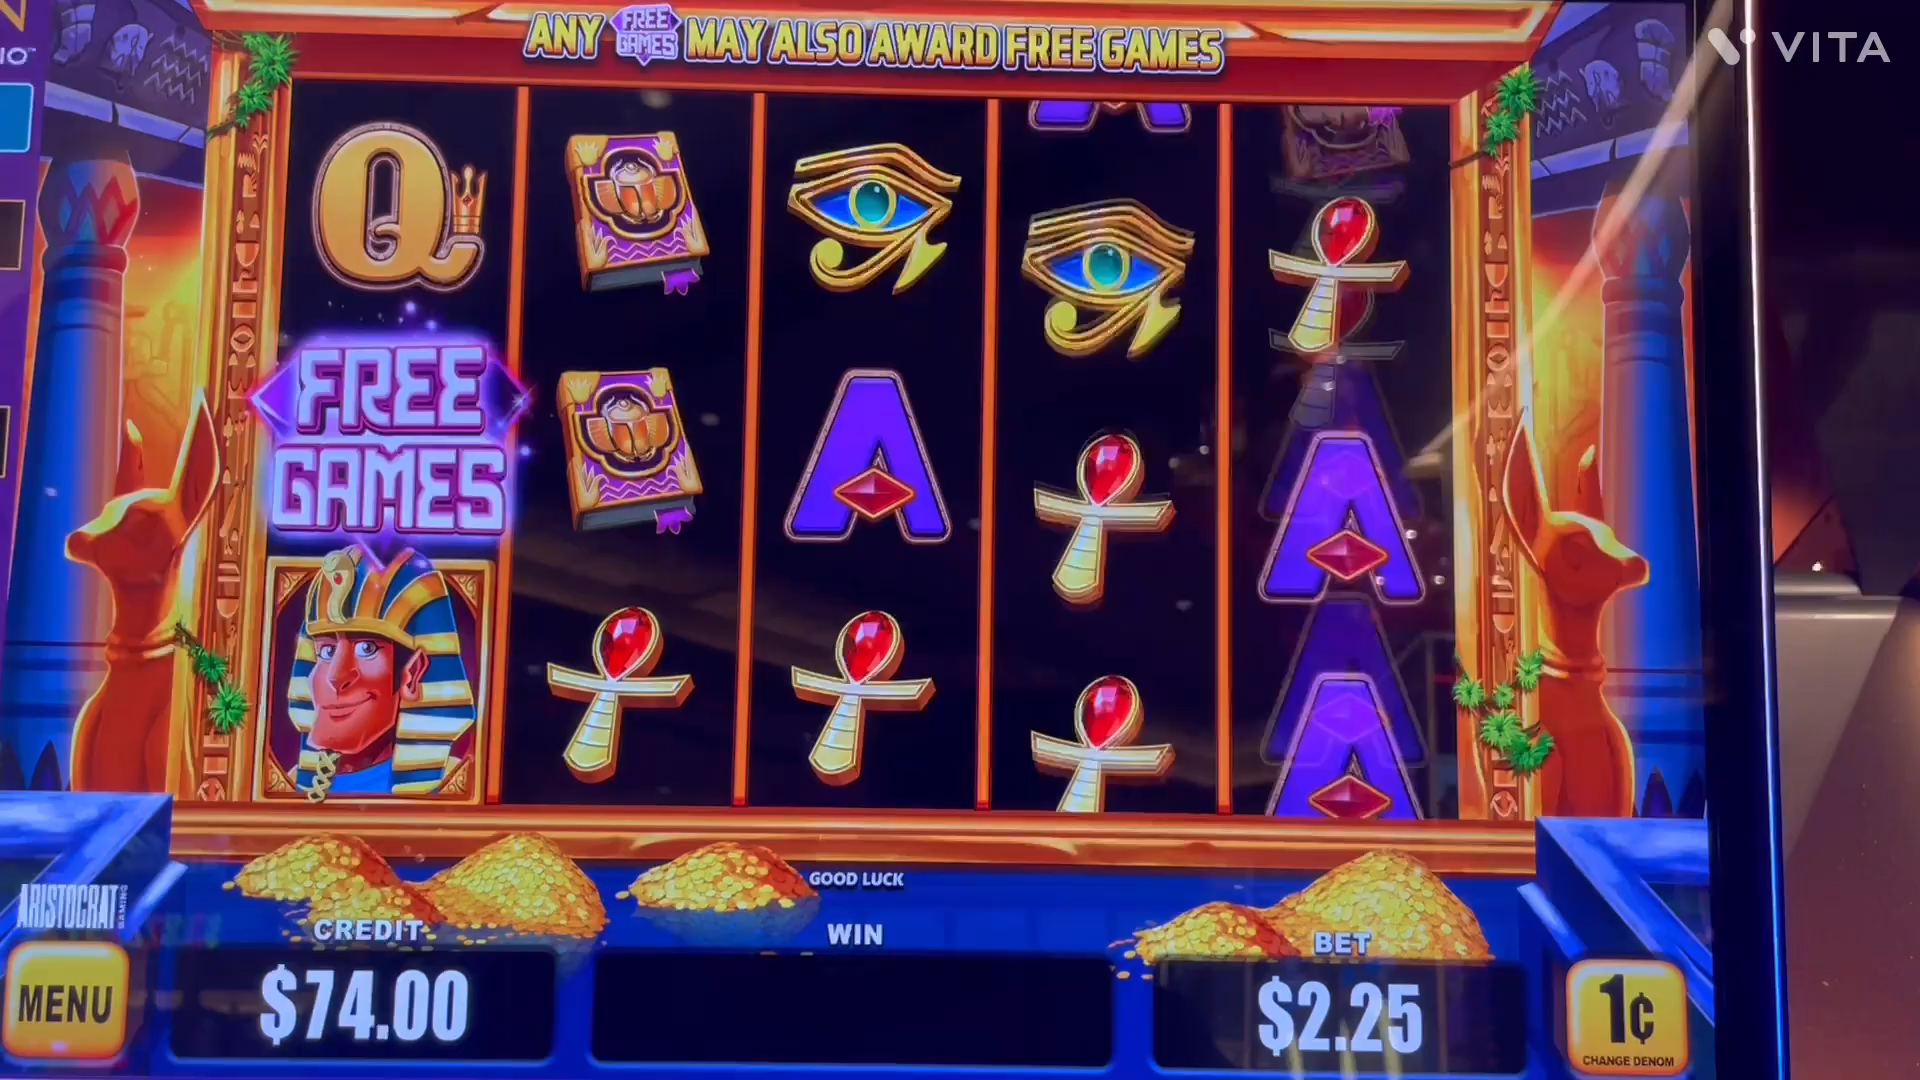 ANY FREE GAMES MAY ALSO AWARD FREE GAMES
VITA
Q
FREE
GAMES
A
A
A
GOOD LUCK
ARISTOCRAT
GAMING
CREDIT
WIN
BET
MENU
$74.00
$2.25
1¢
CHANGE DENOM